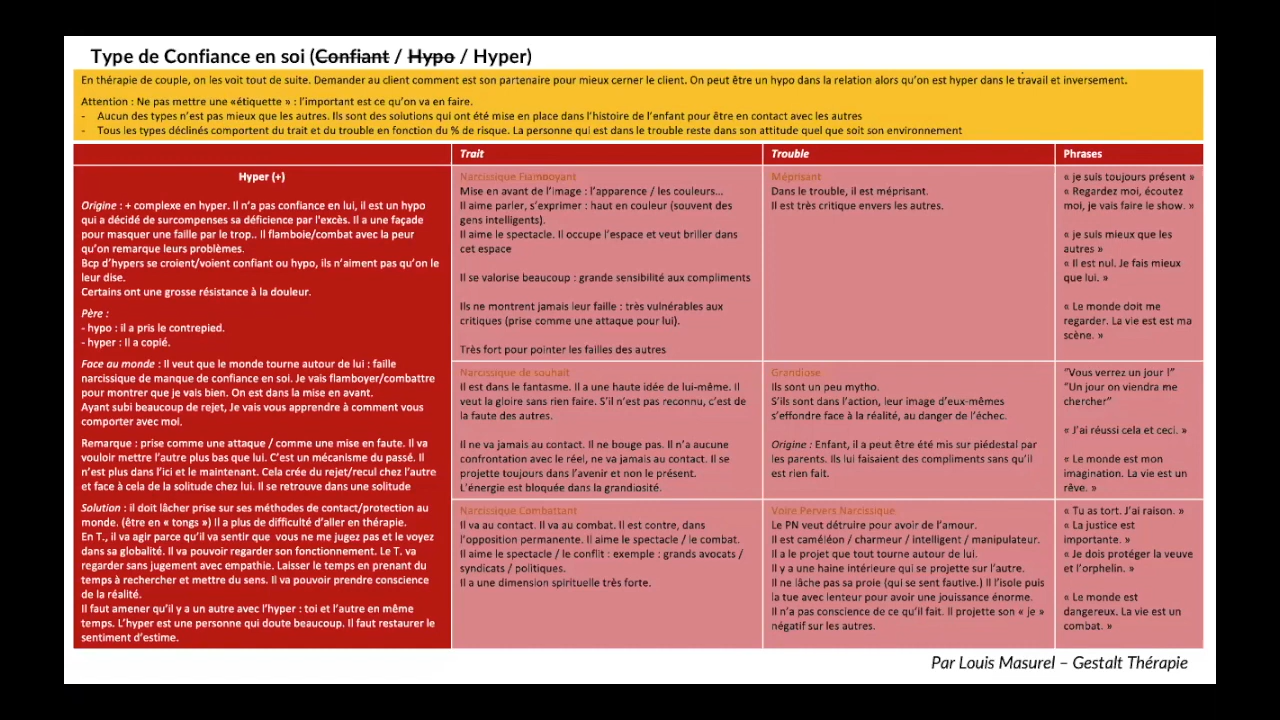 Type de Confiance en soi (Confiant / Hypo / Hyper)
En thérapie de couple, on les voit tout de suite. Demander au client comment est son partenaire pour mieux cerner le client. On peut être un hypo dans la relation alors qu'on est hyper dans le travail et inversement.
Attention : Ne pas mettre une «étiquette » : l'important est ce qu'on va en faire.
- Aucun des types n'est pas mieux que les autres. Ils sont des solutions qui ont été mise en place dans l'histoire de l'enfant pour être en contact avec les autres
- Tous les types déclinés comportent du trait et du trouble en fonction du % de risque. La personne qui est dans le trouble reste dans son attitude quel que soit son environnement
Trait
Trouble
Phrases
Hyper (+)
Origine : + complexe en hyper. Il n'a pas confiance en lui, il est un hypo
qui a décidé de surcompenses sa déficience par l'excès. Il a une façade
pour masquer une faille par le trop.. Il flamboie/combat avec la peur
qu'on remarque leurs problèmes.
Bcp d'hypers se croient/voient confiant ou hypo, ils n'aiment pas qu'on le
leur dise.
Certains ont une grosse résistance à la douleur.
Père :
- hypo : il a pris le contrepied.
- hyper : Il a copié.
Face au monde : Il veut que le monde tourne autour de lui : faille
narcissique de manque de confiance en soi. Je vais flamboyer/combattre
pour montrer que je vais bien. On est dans la mise en avant.
Ayant subi beaucoup de rejet, Je vais vous apprendre à comment vous
comporter avec moi.
Remarque : prise comme une attaque / comme une mise en faute. Il va
vouloir mettre l'autre plus bas que lui. C'est un mécanisme du passé. Il
n'est plus dans l'ici et le maintenant. Cela crée du rejet/recul chez l'autre
et face à cela de la solitude chez lui. Il se retrouve dans une solitude
Solution : il doit lâcher prise sur ses méthodes de contact/protection au
monde. (être en « tongs ») Il a plus de difficulté d'aller en thérapie.
En T., il va agir parce qu'il va sentir que vous ne me jugez pas et le voyez
dans sa globalité. Il va pouvoir regarder son fonctionnement. Le T. va
regarder sans jugement avec empathie. Laisser le temps en prenant du
temps à rechercher et mettre du sens. Il va pouvoir prendre conscience
de la réalité.
Il faut amener qu'il y a un autre avec l'hyper : toi et l'autre en même
temps. L'hyper est une personne qui doute beaucoup. Il faut restaurer le
sentiment d'estime.
Narcissique Flamboyant
Mise en avant de l'image : l'apparence / les couleurs...
Il aime parler, s'exprimer : haut en couleur (souvent des
gens intelligents).
Il aime le spectacle. Il occupe l'espace et veut briller dans
cet espace
Il se valorise beaucoup : grande sensibilité aux compliments
Ils ne montrent jamais leur faille : très vulnérables aux
critiques (prise comme une attaque pour lui).
Très fort pour pointer les failles des autres
Méprisant
Dans le trouble, il est méprisant.
Il est très critique envers les autres.
« je suis toujours présent »
« Regardez moi, écoutez
moi, je vais faire le show. »
« je suis mieux que les
autres »
« Il est nul. Je fais mieux
que lui. »
« Le monde doit me
regarder. La vie est est ma
scène. »
Narcissique de souhait
Il est dans le fantasme. Il a une haute idée de lui-même. Il
veut la gloire sans rien faire. S'il n'est pas reconnu, c'est de
la faute des autres.
Il ne va jamais au contact. Il ne bouge pas. Il n'a aucune
confrontation avec le réel, ne va jamais au contact. Il se
projette toujours dans l'avenir et non le présent.
L'énergie est bloquée dans la grandiosité.
Grandiose
Ils sont un peu mytho.
S'ils sont dans l'action, leur image d'eux-mêmes
s'effondre face à la réalité, au danger de l'échec.
Origine : Enfant, il a peut être été mis sur piédestal par
les parents. Ils lui faisaient des compliments sans qu'il
est rien fait.
"Vous verrez un jour !"
"Un jour on viendra me
chercher"
« J'ai réussi cela et ceci. »
« Le monde est mon
imagination. La vie est un
rêve. »
Narcissique Combattant
Il va au contact. Il va au combat. Il est contre, dans
l'opposition permanente. Il aime le spectacle / le combat.
Il aime le spectacle / le conflit : exemple : grands avocats /
syndicats / politiques.
Il a une dimension spirituelle très forte.
Voire Pervers Narcissique
Le PN veut détruire pour avoir de l'amour.
Il est caméléon / charmeur / intelligent / manipulateur.
Il a le projet que tout tourne autour de lui.
Il y a une haine intérieure qui se projette sur l'autre.
Il ne lâche pas sa proie (qui se sent fautive.) Il l'isole puis
la tue avec lenteur pour avoir une jouissance énorme.
Il n'a pas conscience de ce qu'il fait. Il projette son « je »
négatif sur les autres.
« Tu as tort. J'ai raison. »
« La justice est
importante. »
« Je dois protéger la veuve
et l'orphelin. »
« Le monde est
dangereux. La vie est un
combat. »
Par Louis Masurel – Gestalt Thérapie